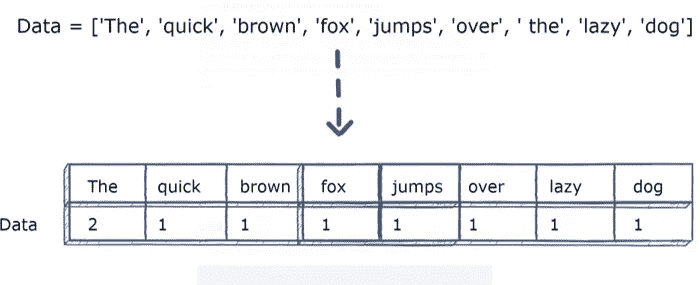 Data = ['The', 'quick', 'brown', 'fox', 'jumps', 'over', ' the', 'lazy', 'dog']
The quick brown fox jumps over lazy dog
Data 2 1 1 1 1 1 1 1